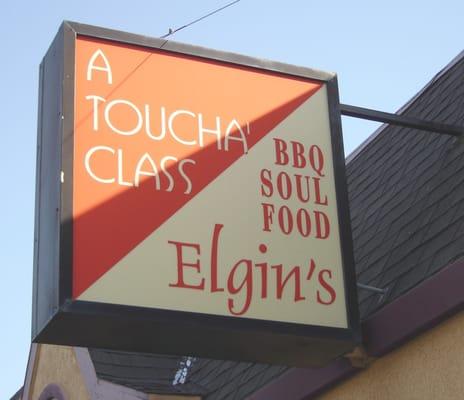 A
TOUCHA'
CLASS
BBQ
SOUL
FOOD
Elgin's